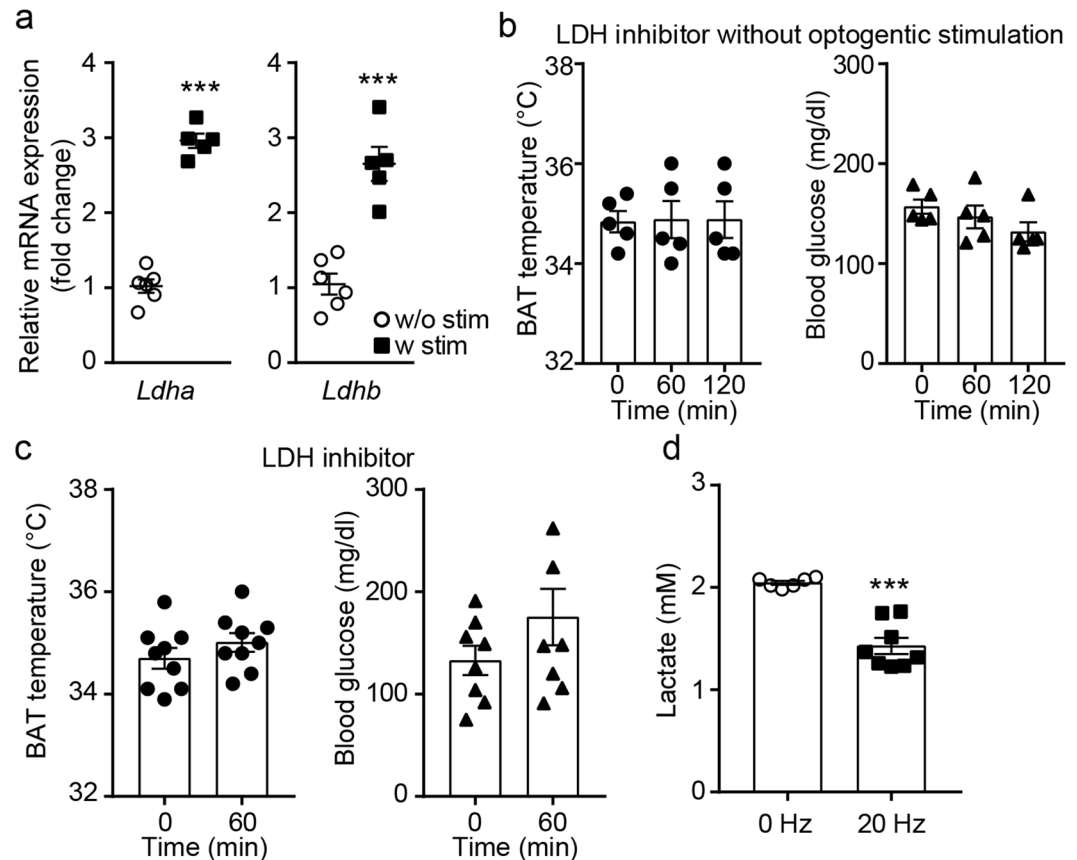 a
Relative mRNA expression
(fold change)
4
3
2
1
0
***
Ldha
4
3
2
1
0
***
Ldhb
w/o stim
w stim
b
LDH inhibitor without optogentic stimulation
BAT temperature (°C)
38
36
34
32
0 60 120
Time (min)
Blood glucose (mg/dl)
300
200
100
0
0 60 120
Time (min)
c
LDH inhibitor
BAT temperature (°C)
38
36
34
32
0 60
Time (min)
Blood glucose (mg/dl)
300
200
100
0
0 60
Time (min)
d
Lactate (mM)
3
2
1
0
***
0 Hz 20 Hz